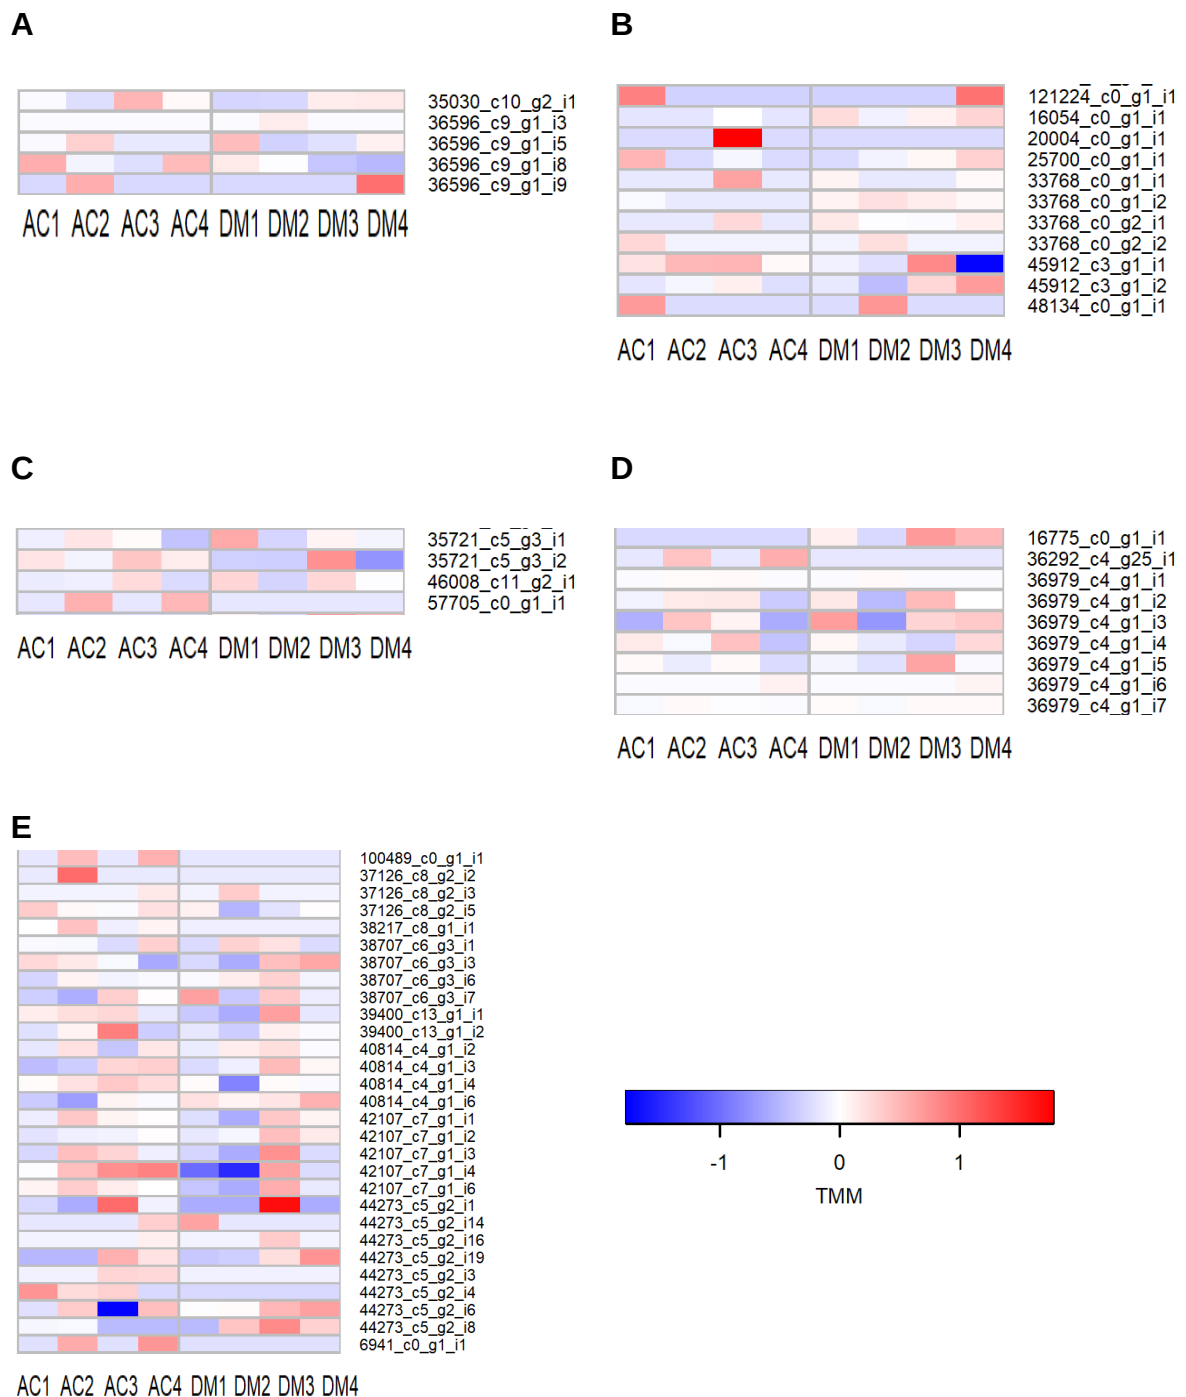 A
35030_c10_g2_i1
36596_c9_g1_i3
36596_c9_g1_i5
36596_c9_g1_i8
36596_c9_g1_i9
AC1 AC2 AC3 AC4 DM1 DM2 DM3 DM4
B
121224_c0_g1_i1
16054_c0_g1_i1
20004_c0_g1_i1
25700_c0_g1_i1
33768_c0_g1_i1
33768_c0_g1_i2
33768_c0_g2_i1
33768_c0_g2_i2
45912_c3_g1_i1
45912_c3_g1_i2
48134_c0_g1_i1
AC1 AC2 AC3 AC4 DM1 DM2 DM3 DM4
C
35721_c5_g3_i1
35721_c5_g3_i2
46008_c11_g2_i1
57705_c0_g1_i1
AC1 AC2 AC3 AC4 DM1 DM2 DM3 DM4
D
16775_c0_g1_i1
36292_c4_g25_i1
36979_c4_g1_i1
36979_c4_g1_i2
36979_c4_g1_i3
36979_c4_g1_i4
36979_c4_g1_i5
36979_c4_g1_i6
36979_c4_g1_i7
AC1 AC2 AC3 AC4 DM1 DM2 DM3 DM4
E
100489_c0_g1_i1
37126_c8_g2_i2
37126_c8_g2_i3
37126_c8_g2_i5
38217_c8_g1_i1
38707_c6_g3_i1
38707_c6_g3_i3
38707_c6_g3_i6
38707_c6_g3_i7
39400_c13_g1_i1
39400_c13_g1_i2
40814_c4_g1_i2
40814_c4_g1_i3
40814_c4_g1_i4
40814_c4_g1_i6
42107_c7_g1_i1
42107_c7_g1_i2
42107_c7_g1_i3
42107_c7_g1_i4
42107_c7_g1_i6
44273_c5_g2_i1
44273_c5_g2_i14
44273_c5_g2_i16
44273_c5_g2_i19
44273_c5_g2_i3
44273_c5_g2_i4
44273_c5_g2_i6
44273_c5_g2_i8
6941_c0_g1_i1
AC1 AC2 AC3 AC4 DM1 DM2 DM3 DM4
-1 0 1
TMM